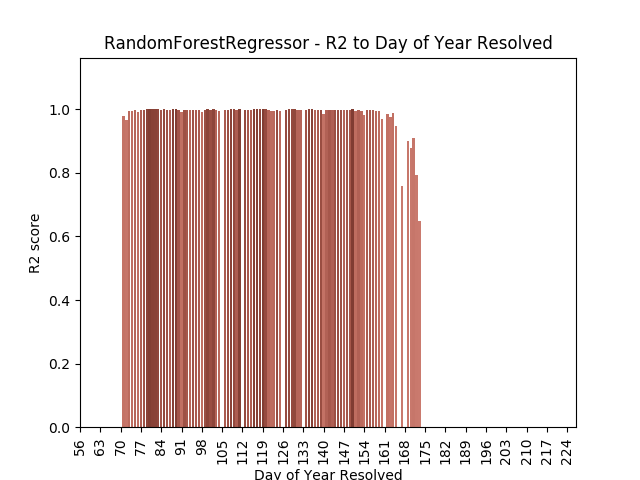 RandomForestRegressor - R2 to Day of Year Resolved
R2 score
1.0
0.8
0.6
0.4
0.2
0.0
56 63 70 77 84 91 98 105 112 119 126 133 140 147 154 161 168 175 182 189 196 203 210 217 224
Day of Year Resolved